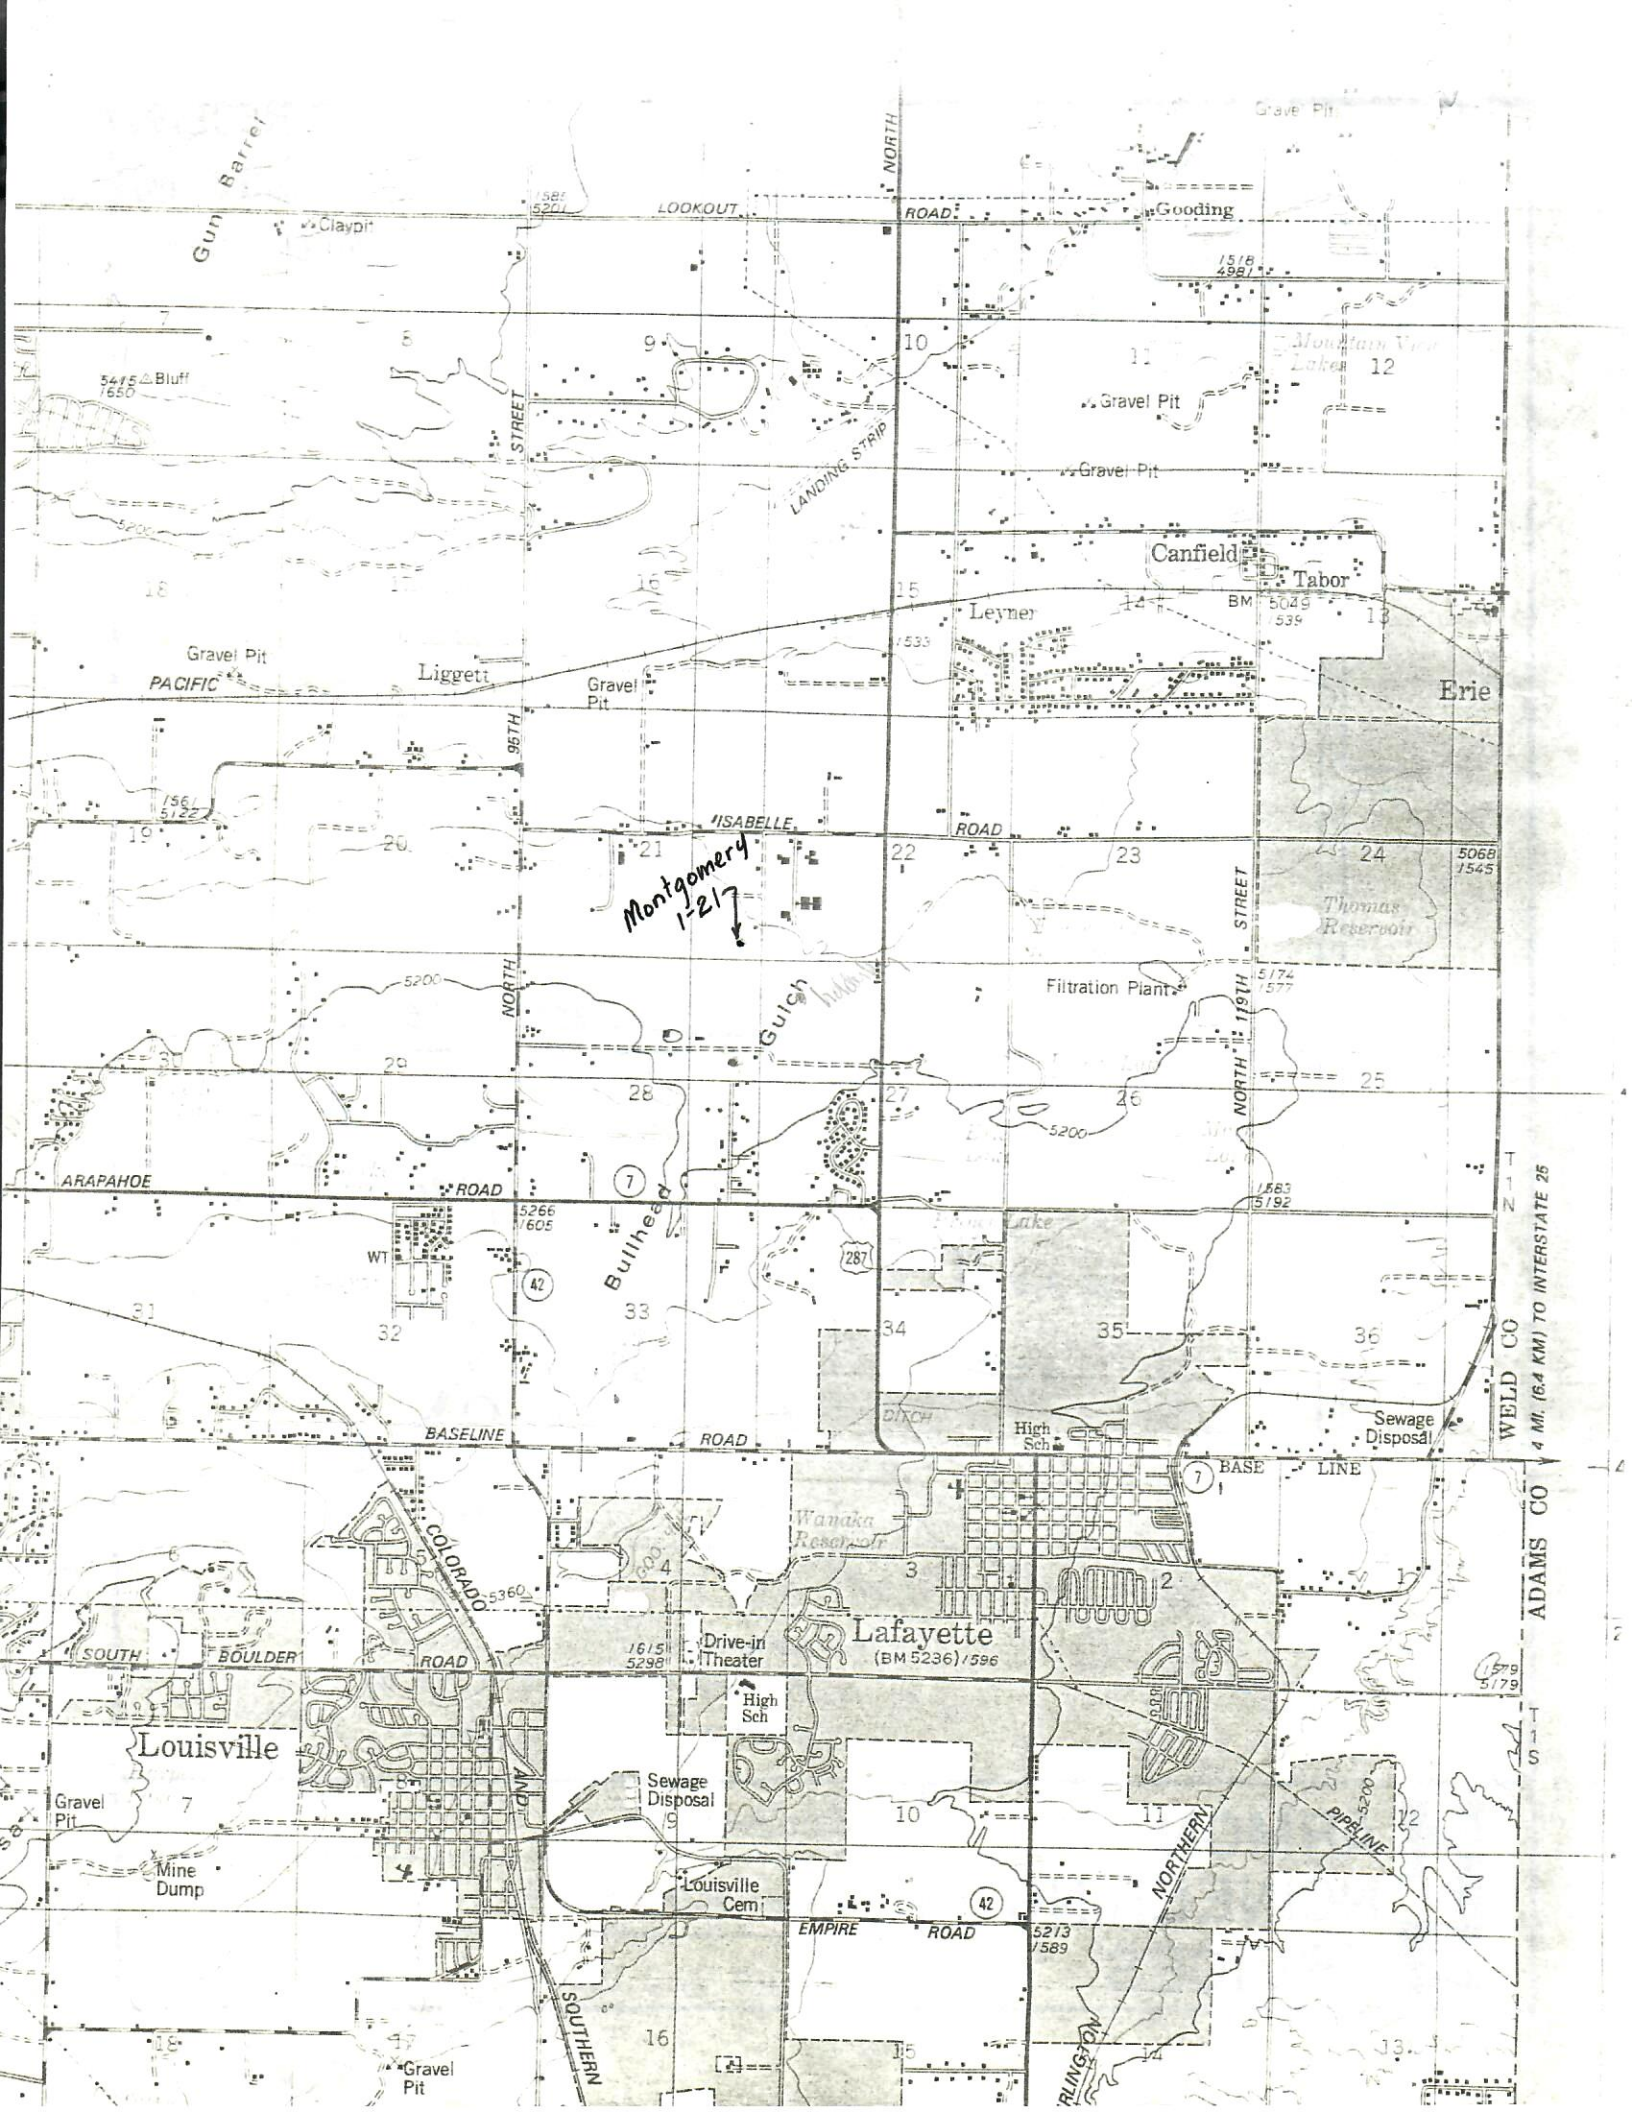 Gravel Pit
Gun Barrel
NORTH
5201
LOOKOUT
ROAD
Gooding
Claypit
1518
4981
7
8
9
10
11
Mountain View
Lakes
12
5415
1650
Bluff
Gravel Pit
STREET
LANDING STRIP
Gravel Pit
5200
Canfield
Tabor
18
17
16
15
14
13
BM 5049
1539
Leyner
1533
Gravel Pit
PACIFIC
Liggett
Gravel
Pit
Erie
95TH
1561
5122
ISABELLE
ROAD
19
20
21
22
23
24
5068
1545
Montgomery
1-21
STREET
Thomas
Reservoir
5200
NORTH
Gulch
Filtration Plant
5174
1577
NORTH 119TH
29
28
27
26
25
5200
T 1 N
ARAPAHOE
ROAD
7
5266
1605
1583
5192
Lake
WT
Bullhead
287
42
31
32
33
34
35
36
4 MI. (6.4 KM) TO INTERSTATE 25
WELD CO
DITCH
High
Sch
Sewage
Disposal
BASELINE
ROAD
7
BASE LINE
ADAMS CO
Wanaka
Reservoir
COLORADO
6
5
4
3
2
1
5360
Lafayette
(BM 5236) 1596
1615
5298
Drive-in
Theater
SOUTH BOULDER ROAD
1579
5179
High
Sch
T 1 S
Louisville
Gravel
Pit
7
8
AND
Sewage
Disposal
9
10
11
12
5200
PIPELINE
NORTHERN
Mine
Dump
Louisville
Cem
42
EMPIRE
ROAD
5213
1589
SOUTHERN
18
17
16
15
14
13
Gravel
Pit
RLINGTON